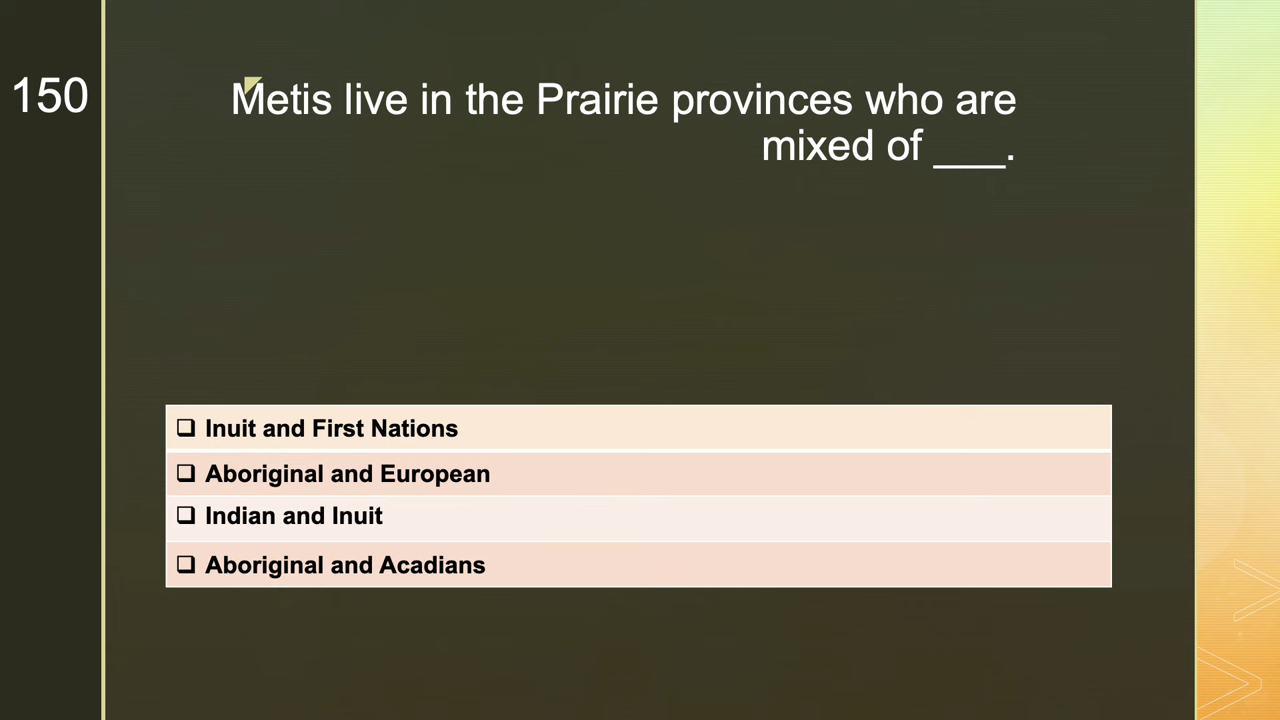 150
Metis live in the Prairie provinces who are
mixed of ___.
❑ Inuit and First Nations
❑ Aboriginal and European
❑ Indian and Inuit
❑ Aboriginal and Acadians